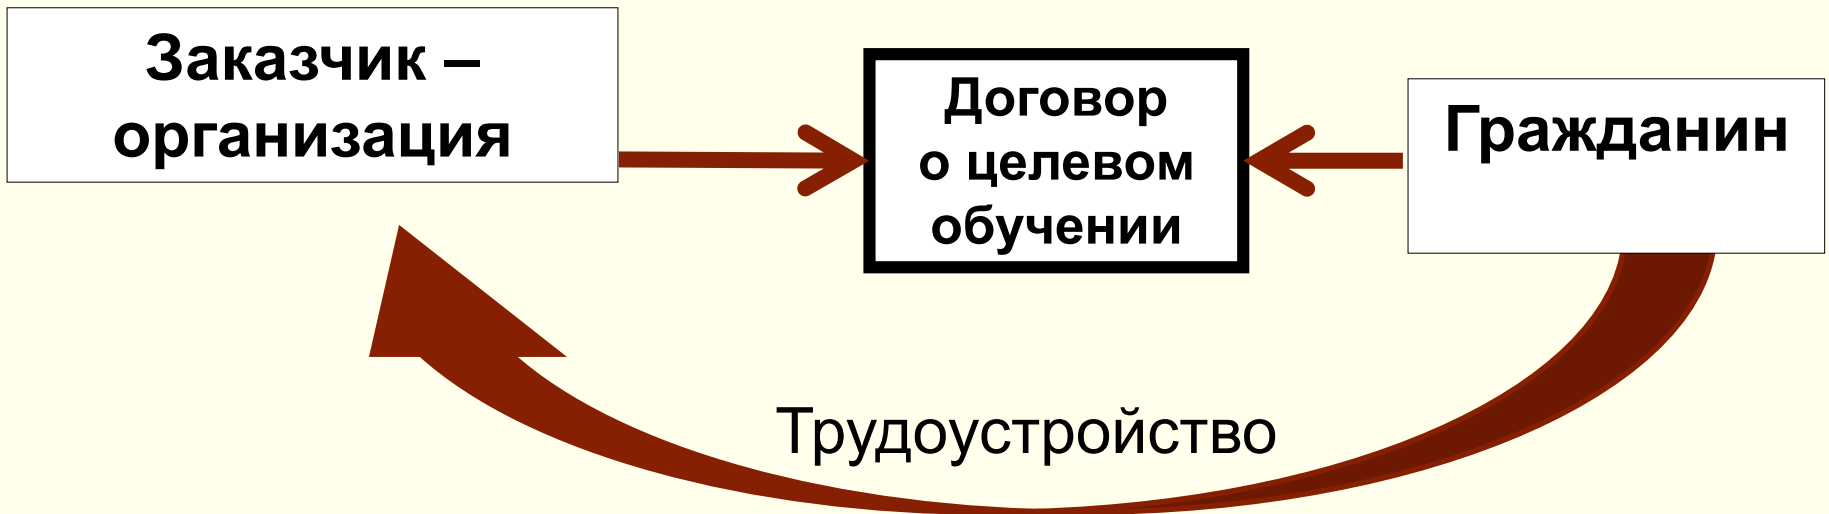 Заказчик –
организация
Договор
о целевом
обучении
Гражданин
Трудоустройство